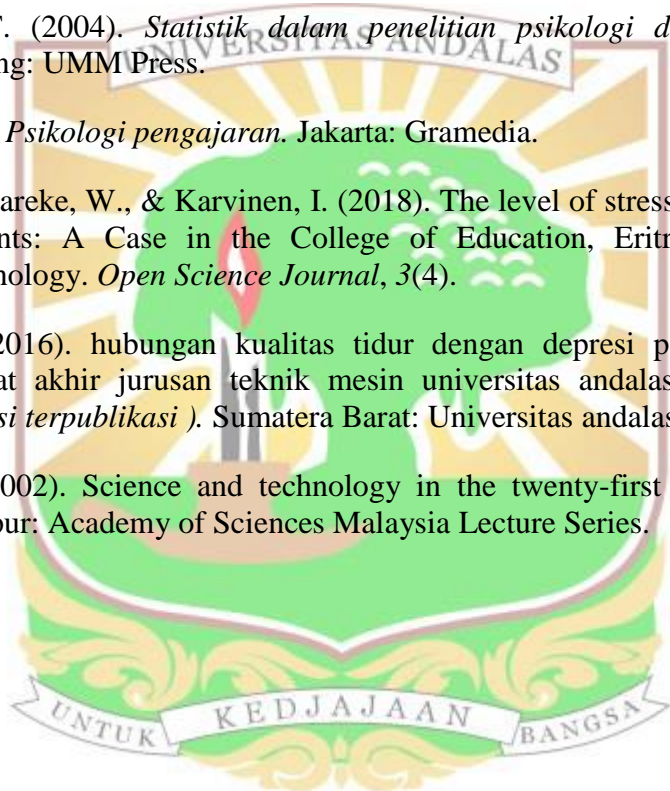 (2004). Statistik dalam penelitian psikologi d
ng: UMM Press.
UNIVERSITAS ANDALAS
Psikologi pengajaran. Jakarta: Gramedia.
areke, W., & Karvinen, I. (2018). The level of stress
nts: A Case in the College of Education, Eritr
nology. Open Science Journal, 3(4).
2016). hubungan kualitas tidur dengan depresi p
at akhir jurusan teknik mesin universitas andalas
si terpublikasi ). Sumatera Barat: Universitas andalas
002). Science and technology in the twenty-first
pur: Academy of Sciences Malaysia Lecture Series.
UNTUK KEDJAJAAN BANGSA